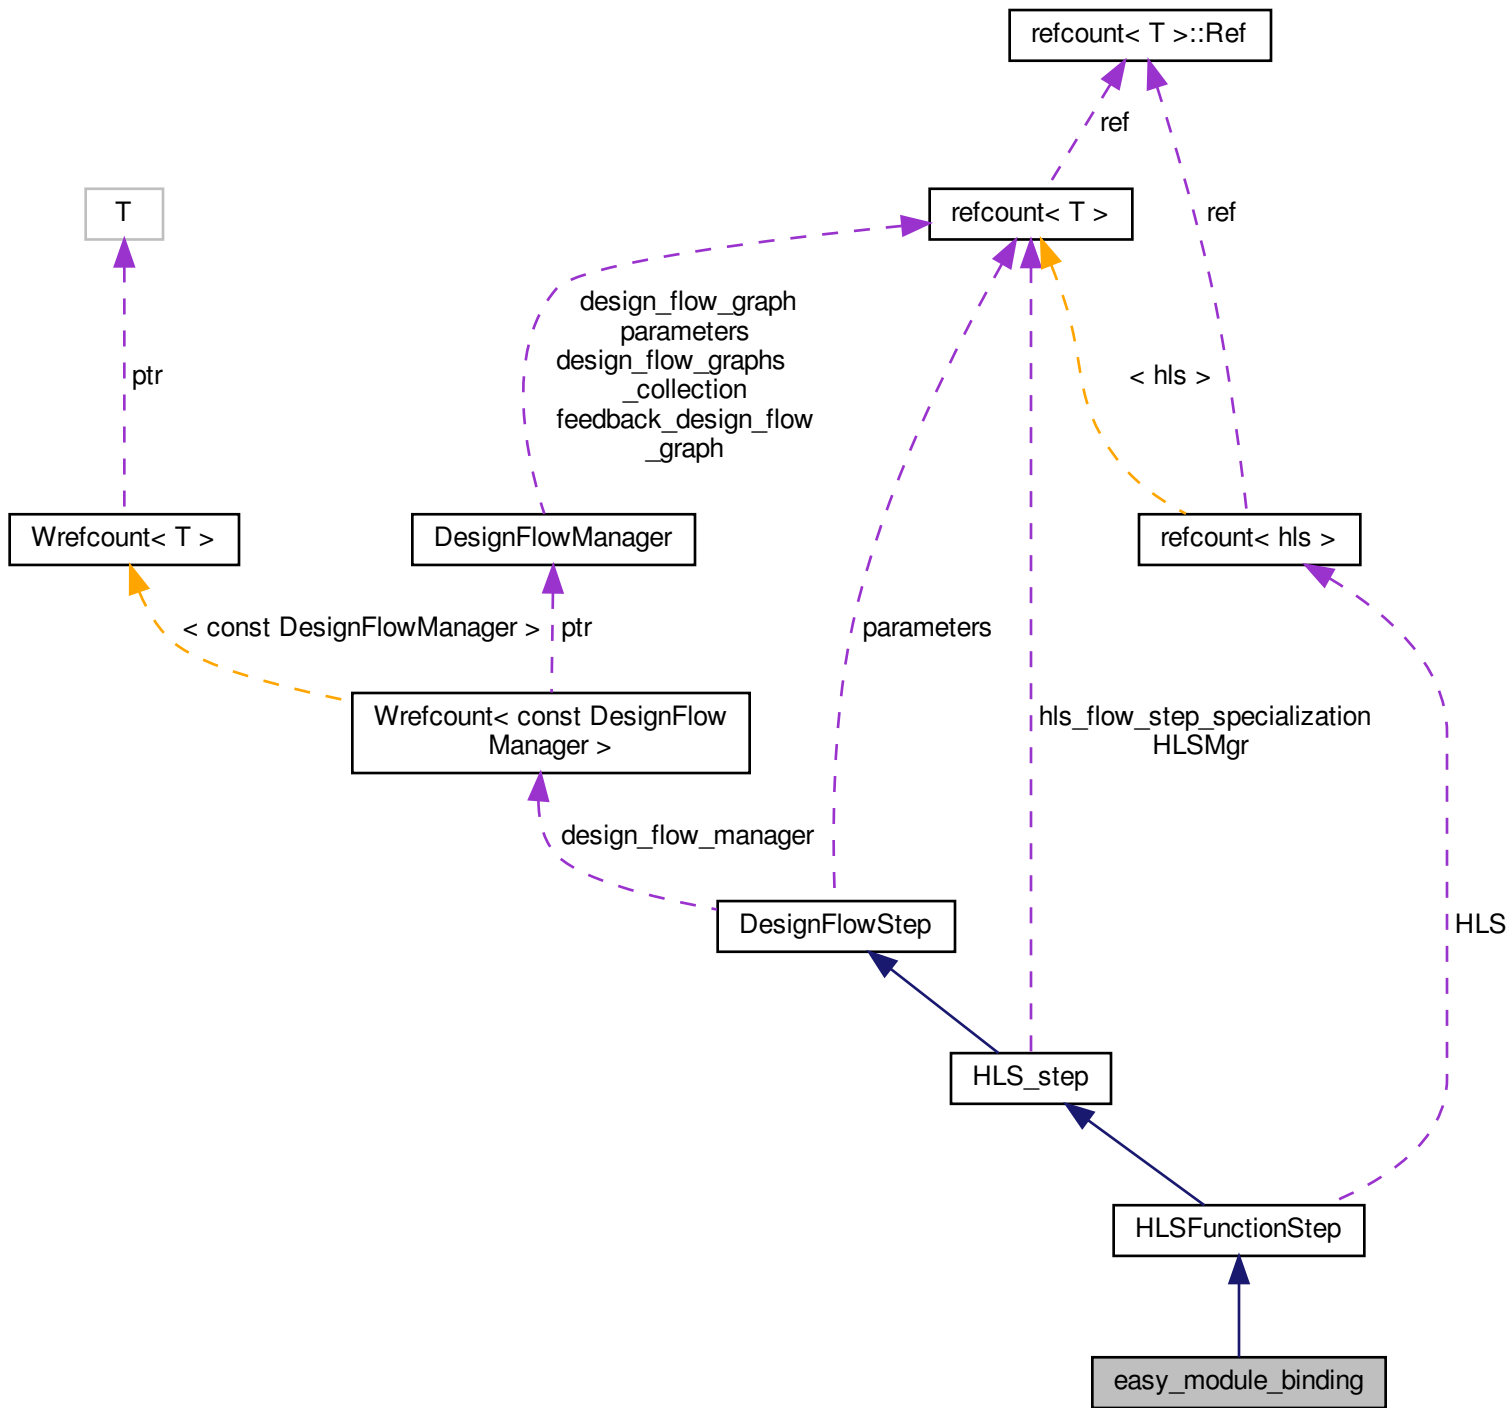 refcount< T >::Ref
ref
T
refcount< T >
ref
design_flow_graph
parameters
design_flow_graphs
_collection
feedback_design_flow
_graph
ptr
< hls >
Wrefcount< T >
DesignFlowManager
refcount< hls >
< const DesignFlowManager >
ptr
parameters
Wrefcount< const DesignFlow
Manager >
hls_flow_step_specialization
HLSMgr
design_flow_manager
DesignFlowStep
HLS
HLS_step
HLSFunctionStep
easy_module_binding